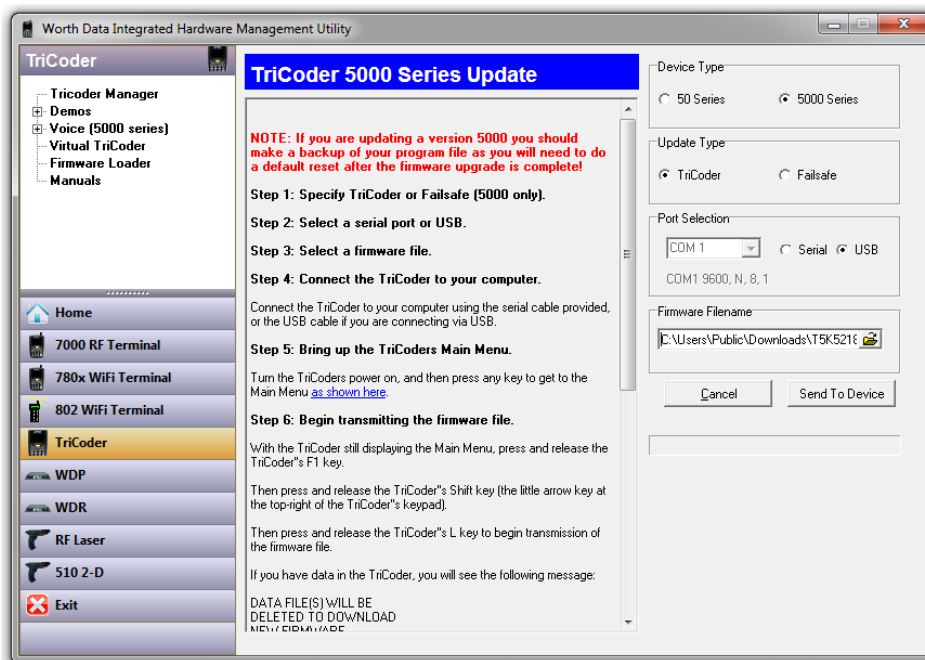 Worth Data Integrated Hardware Management Utility
TriCoder
Tricoder Manager
Demos
Voice (5000 series)
Virtual TriCoder
Firmware Loader
Manuals
Home
7000 RF Terminal
780x WiFi Terminal
802 WiFi Terminal
TriCoder
WDP
WDR
RF Laser
510 2-D
Exit
TriCoder 5000 Series Update
NOTE: If you are updating a version 5000 you should
make a backup of your program file as you will need to do
a default reset after the firmware upgrade is complete!
Step 1: Specify TriCoder or Failsafe (5000 only).
Step 2: Select a serial port or USB.
Step 3: Select a firmware file.
Step 4: Connect the TriCoder to your computer.
Connect the TriCoder to your computer using the serial cable provided,
or the USB cable if you are connecting via USB.
Step 5: Bring up the TriCoders Main Menu.
Turn the TriCoders power on, and then press any key to get to the
Main Menu as shown here.
Step 6: Begin transmitting the firmware file.
With the TriCoder still displaying the Main Menu, press and release the
TriCoder"s F1 key.
Then press and release the TriCoder"s Shift key (the little arrow key at
the top-right of the TriCoder"s keypad).
Then press and release the TriCoder"s L key to begin transmission of
the firmware file.
If you have data in the TriCoder, you will see the following message:
DATA FILE(S) WILL BE
DELETED TO DOWNLOAD
NEW FIRMWARE
Device Type
50 Series 5000 Series
Update Type
TriCoder Failsafe
Port Selection
COM 1 Serial USB
COM1 9600, N, 8, 1
Firmware Filename
C:\Users\Public\Downloads\T5K5218
Cancel Send To Device